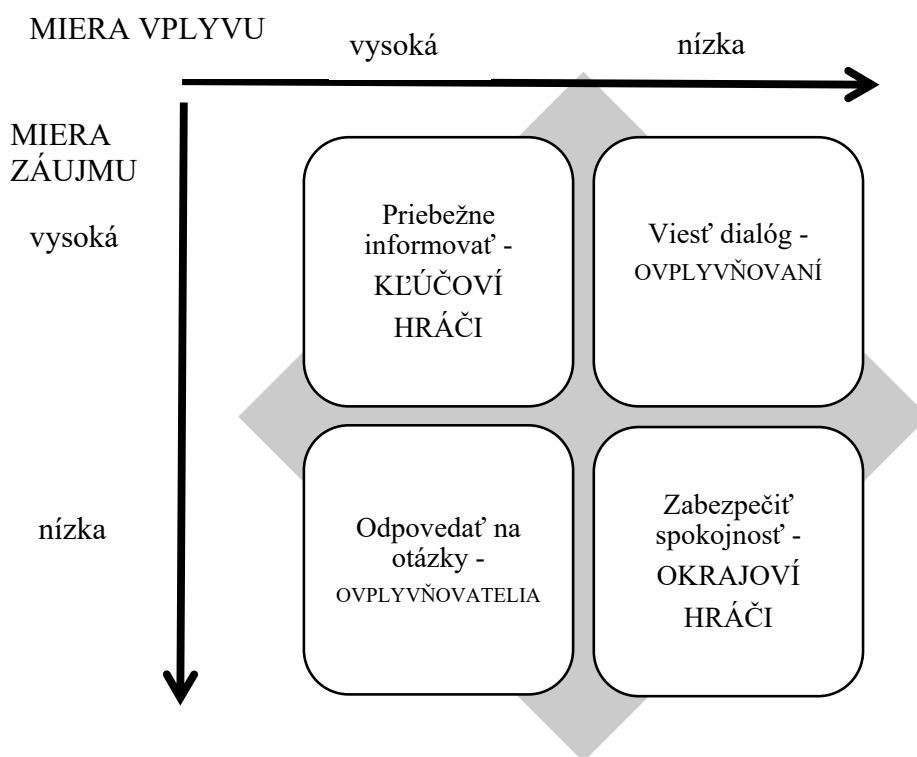 MIERA VPLYVU
vysoká
nízka
MIERA
ZÁUJMU
vysoká
Priebežne
informovať -
KĽÚČOVÍ
HRÁČI
Viesť dialóg -
OVPLYVŇOVANÍ
nízka
Odpovedať na
otázky -
OVPLYVŇOVATELIA
Zabezpečiť
spokojnosť -
OKRAJOVÍ
HRÁČI